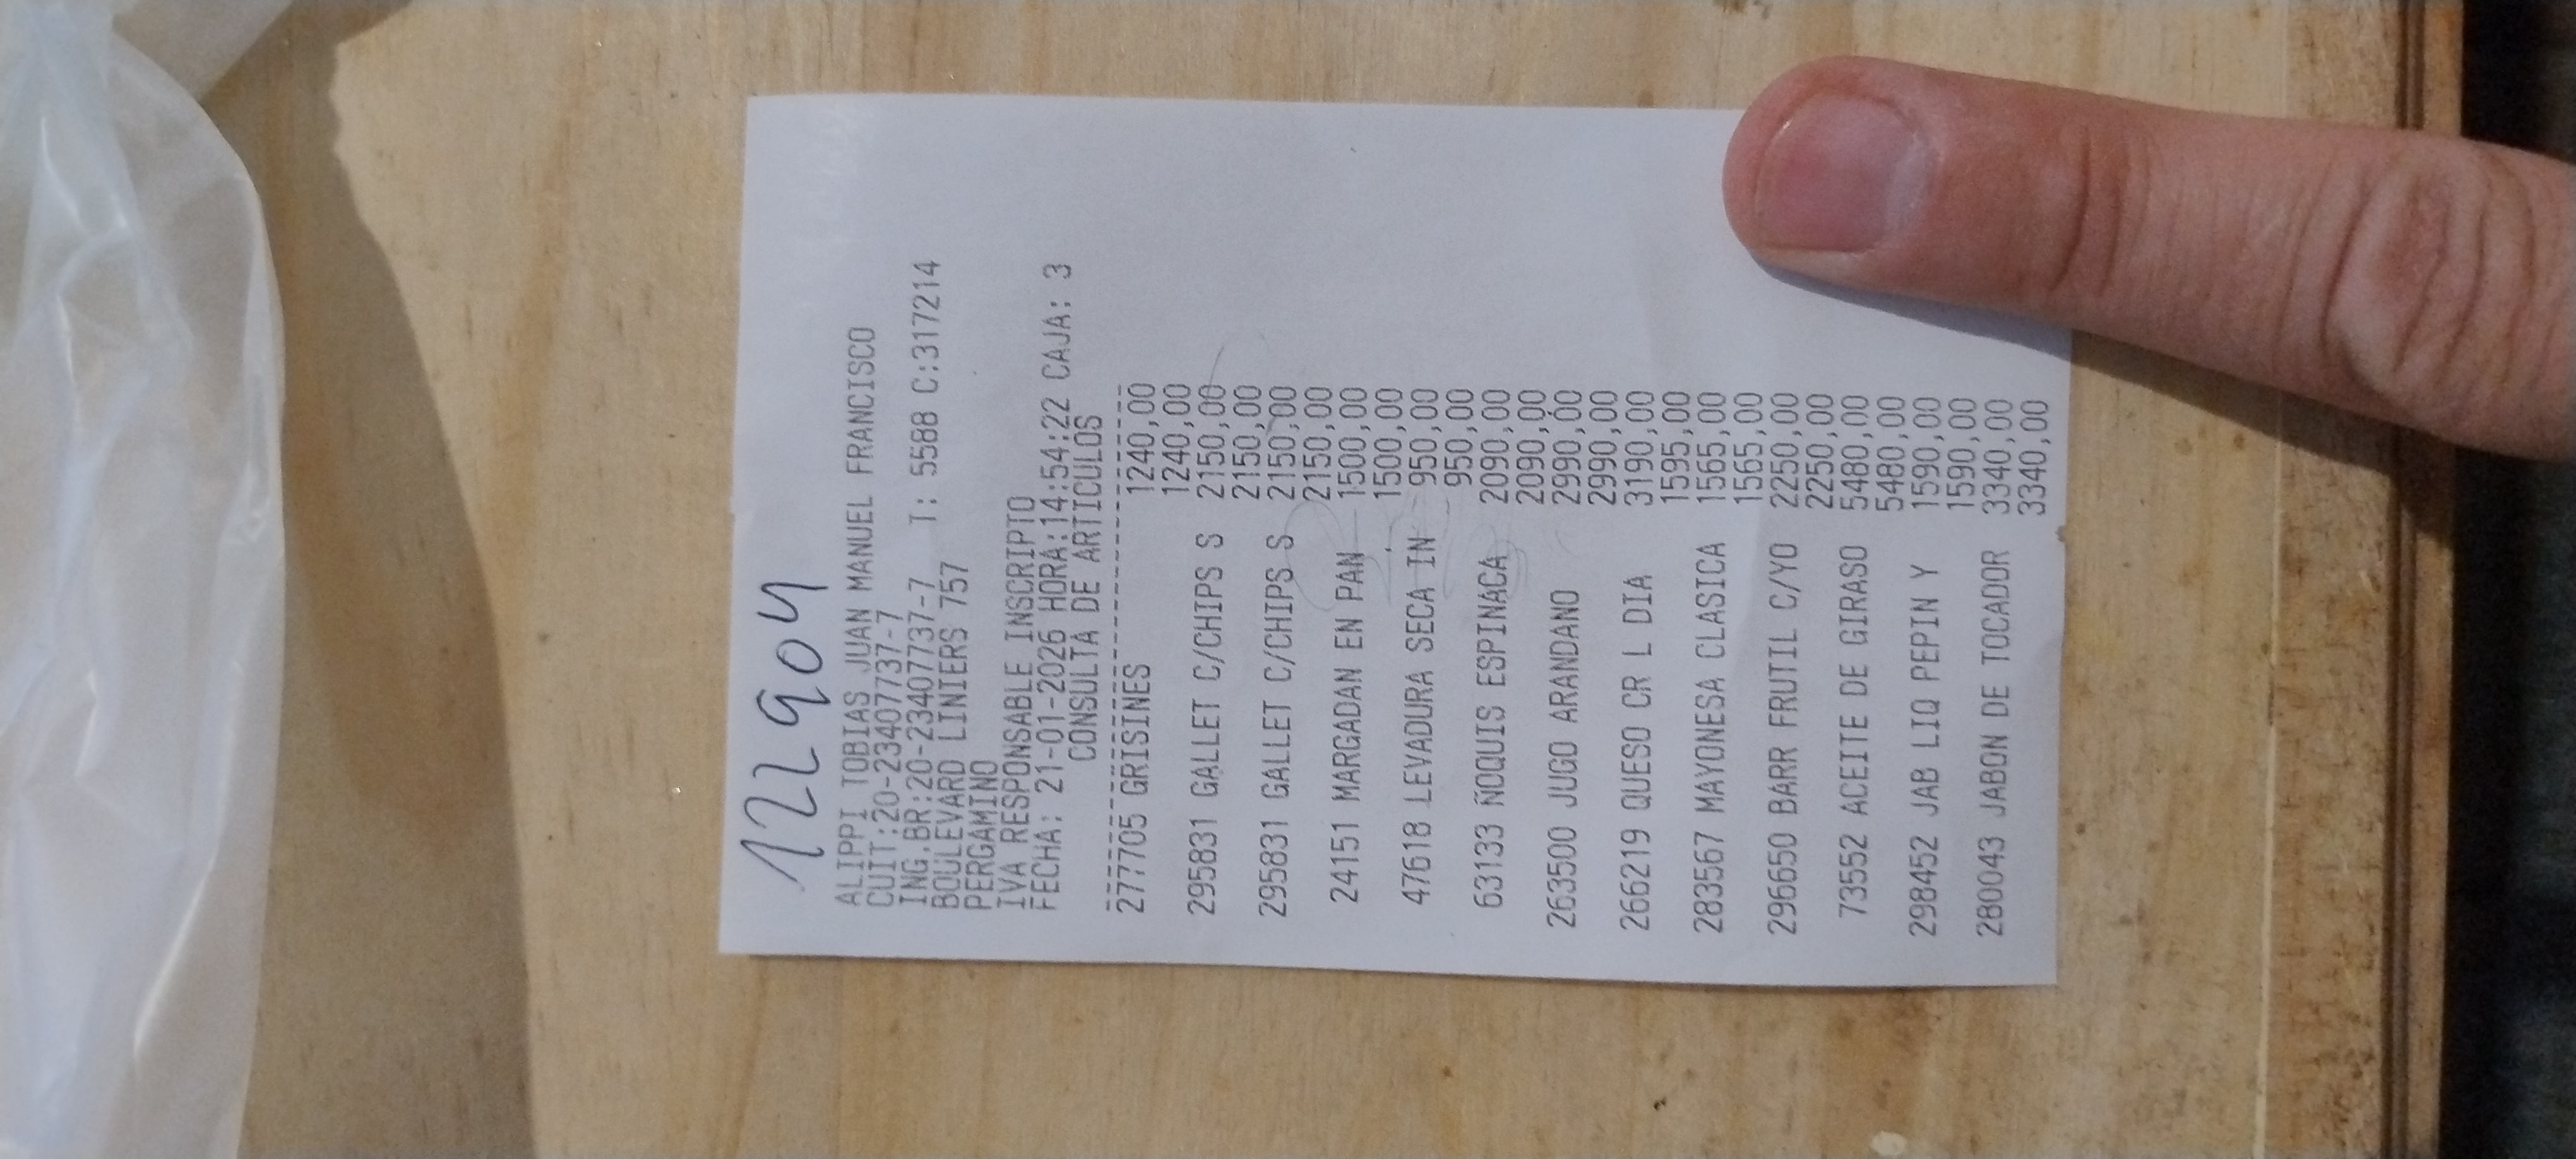 12904
ALIPPI TOBIAS JUAN MANUEL FRANCISCO
CUIT:20-23407737-7
ING.BR:20-23407737-7 T: 5588 C:317214
BOULEVARD LINIERS 757
PERGAMINO
IVA RESPONSABLE INSCRIPTO
FECHA: 21-01-2026 HORA:14:54:22 CAJA: 3
CONSULTA DE ARTICULOS
277705 GRISINES 1240,00
1240,00
295831 GALLET C/CHIPS S 2150,00
2150,00
295831 GALLET C/CHIPS S 2150,00
2150,00
24151 MARGADAN EN PAN 1500,00
1500,00
47618 LEVADURA SECA IN 950,00
950,00
63133 ÑOQUIS ESPINACA 2090,00
2090,00
263500 JUGO ARANDANO 2990,00
2990,00
266219 QUESO CR L DIA 3190,00
1595,00
283567 MAYONESA CLASICA 1565,00
1565,00
296650 BARR FRUTIL C/YO 2250,00
2250,00
73552 ACEITE DE GIRASO 5480,00
5480,00
298452 JAB LIQ PEPIN Y 1590,00
1590,00
280043 JABON DE TOCADOR 3340,00
3340,00